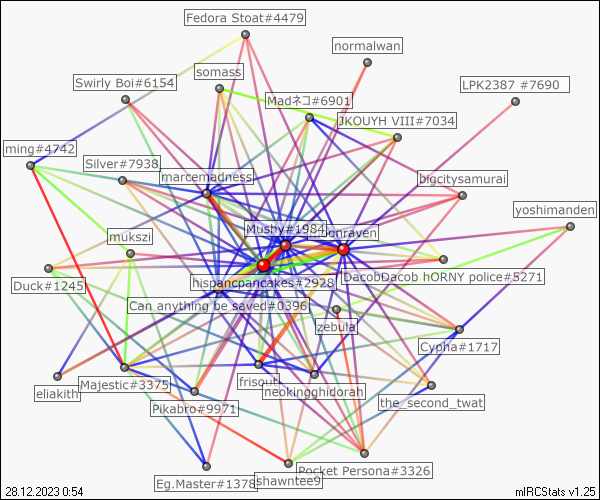 Fedora Stoat#4479
normalwan
somass
Swirly Boi#6154
LPK2387 #7690
Madネコ#6901
JKOUYH VIII#7034
ming#4742
Silver#7938
marcemadness
bigcitysamurai
yoshimanden
Mushy#1984
mukszi
DacobDacob hORNY police#5271
hispancpancakes#2928
Duck#1245
Can anything be saved#0396
zebula
Cypha#1717
frisout
Majestic#3375
eliakith
neokingghidorah
the_second_twat
Pikabro#9971
Pocket Persona#3326
shawntee9
Eg.Master#1378
28.12.2023 0:54
mIRCStats v1.25